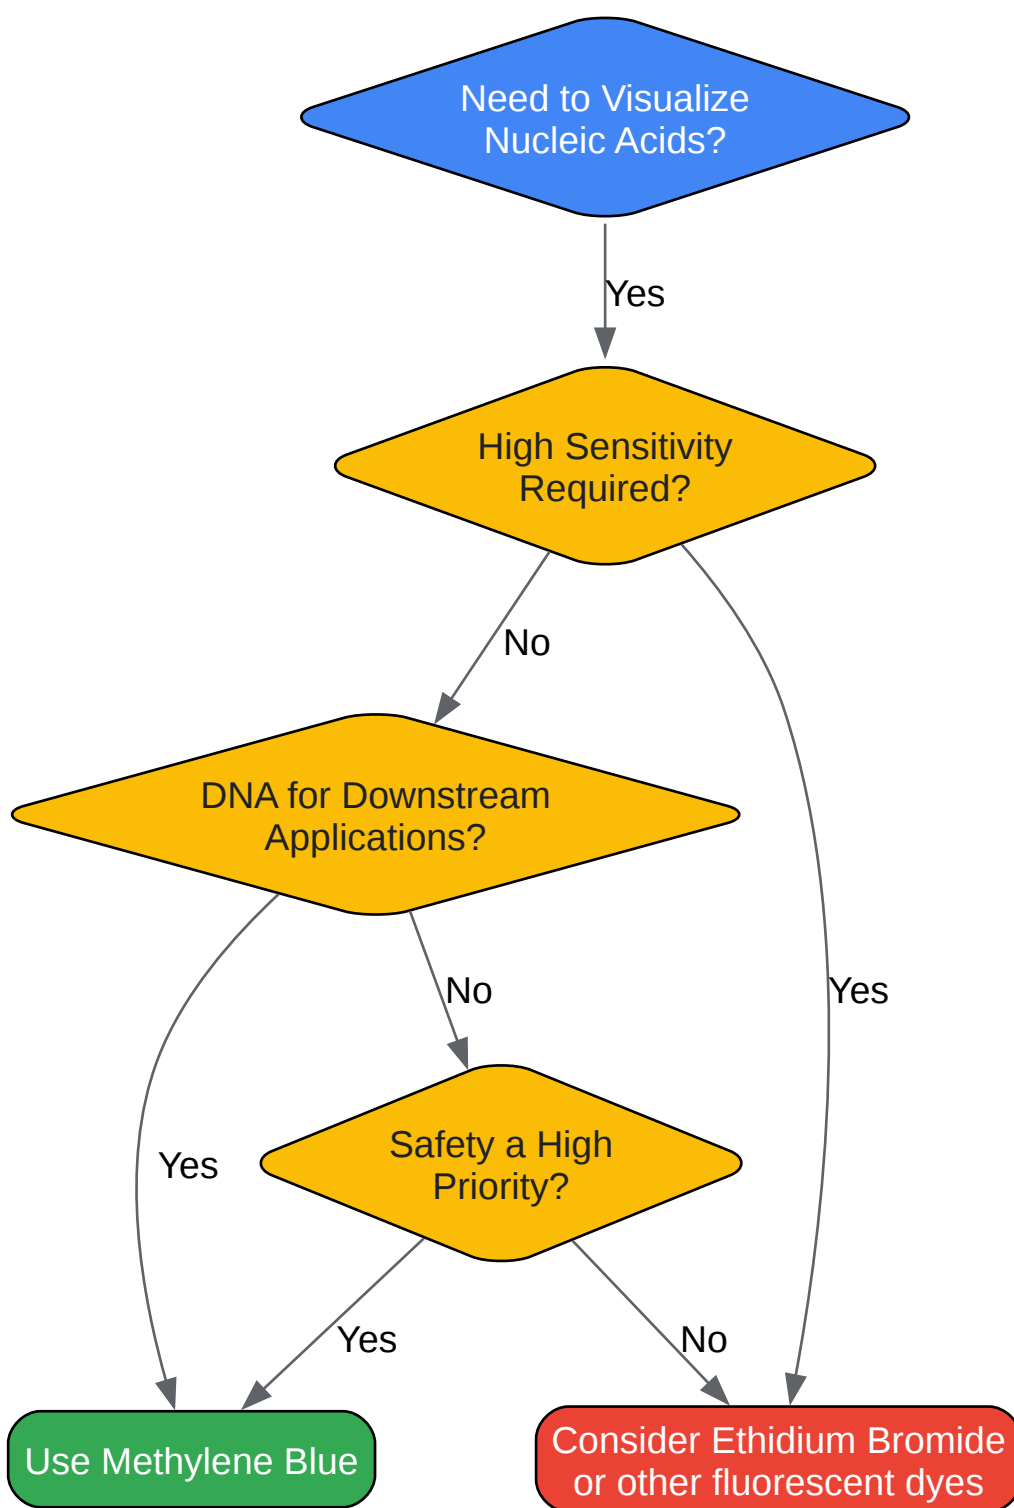 Need to Visualize
Nucleic Acids?
Yes
High Sensitivity
Required?
No
DNA for Downstream
Applications?
No
Yes
Safety a High
Priority?
Yes
Yes
No
Use Methylene Blue
Consider Ethidium Bromide
or other fluorescent dyes